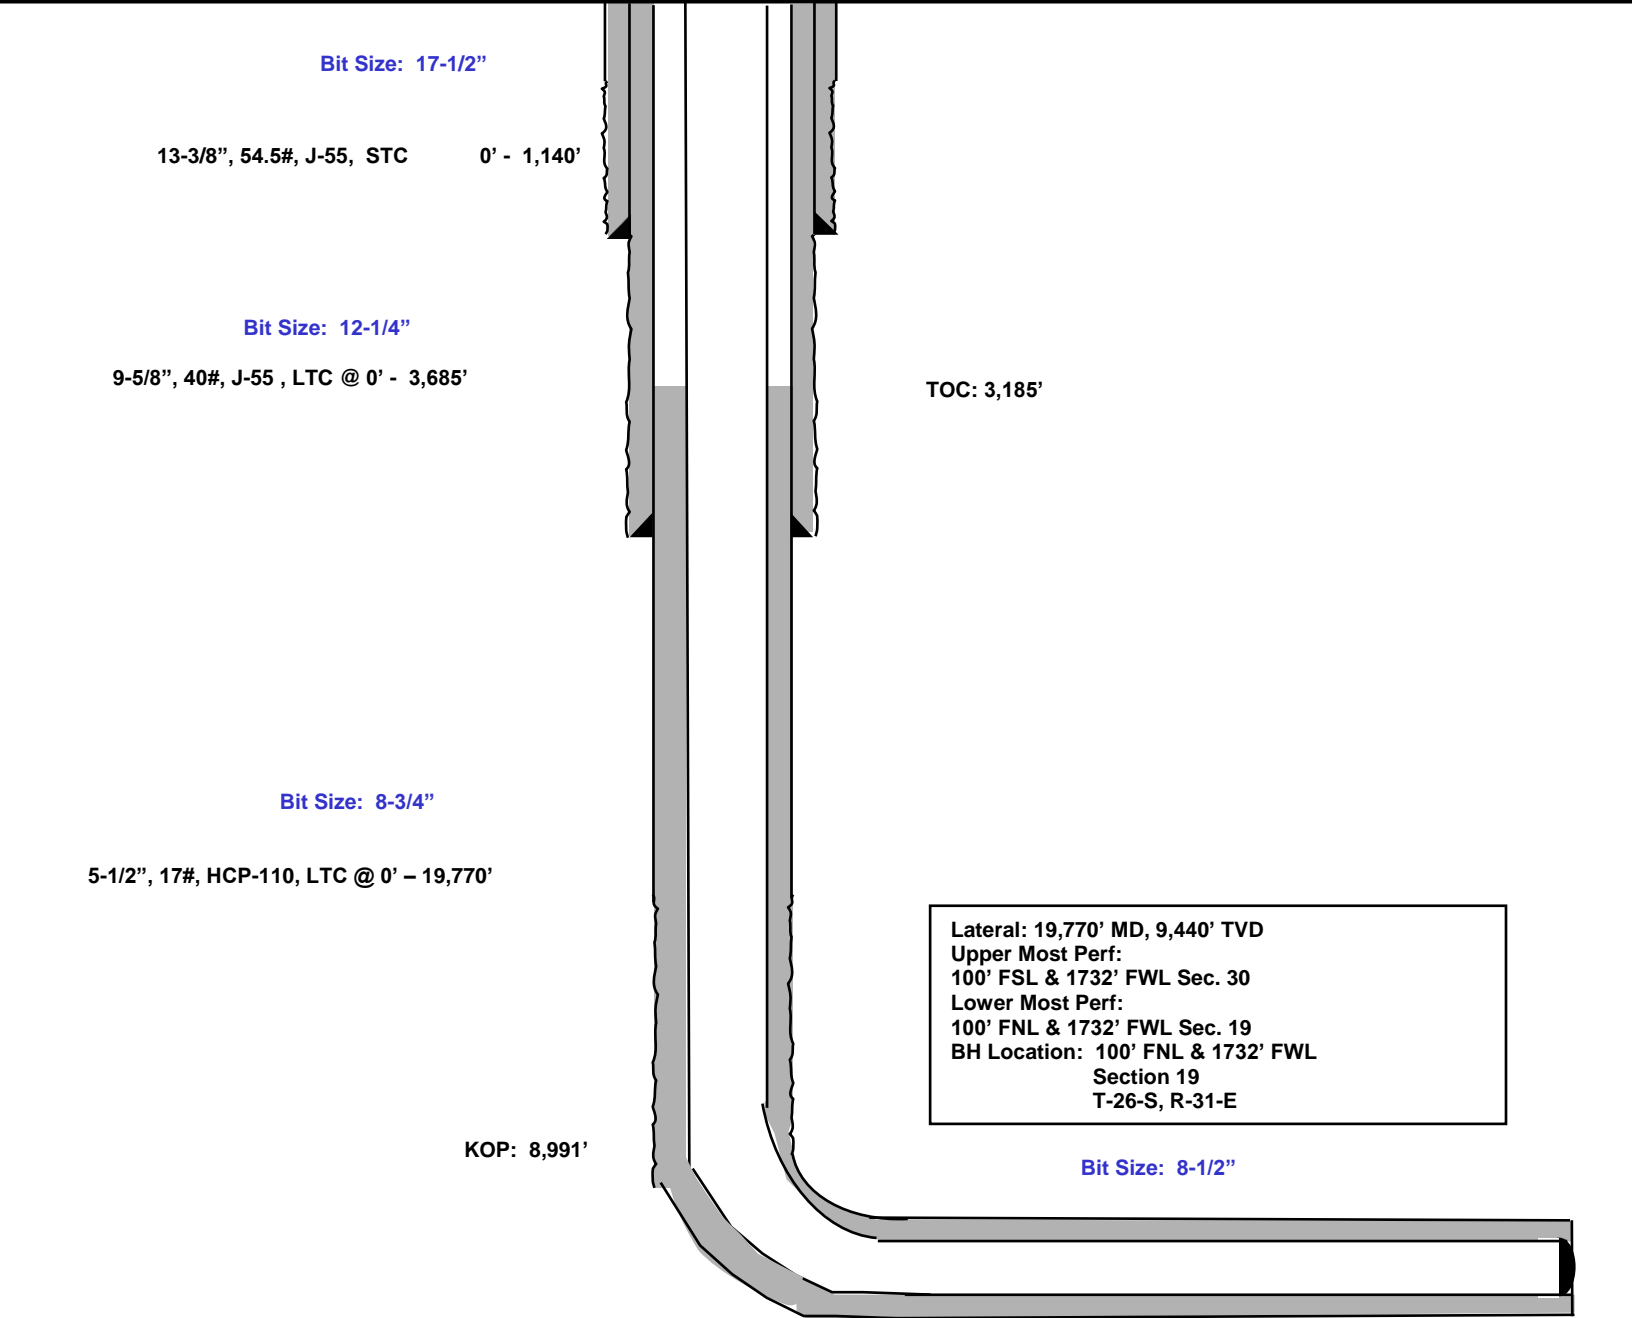 Bit Size: 17-1/2”
13-3/8”, 54.5#, J-55, STC 0’ - 1,140’
Bit Size: 12-1/4”
9-5/8”, 40#, J-55 , LTC @ 0’ - 3,685’
TOC: 3,185’
Bit Size: 8-3/4”
5-1/2”, 17#, HCP-110, LTC @ 0’ – 19,770’
Lateral: 19,770’ MD, 9,440’ TVD
Upper Most Perf:
100’ FSL & 1732’ FWL Sec. 30
Lower Most Perf:
100’ FNL & 1732’ FWL Sec. 19
BH Location: 100’ FNL & 1732’ FWL
Section 19
T-26-S, R-31-E
KOP: 8,991’
Bit Size: 8-1/2”